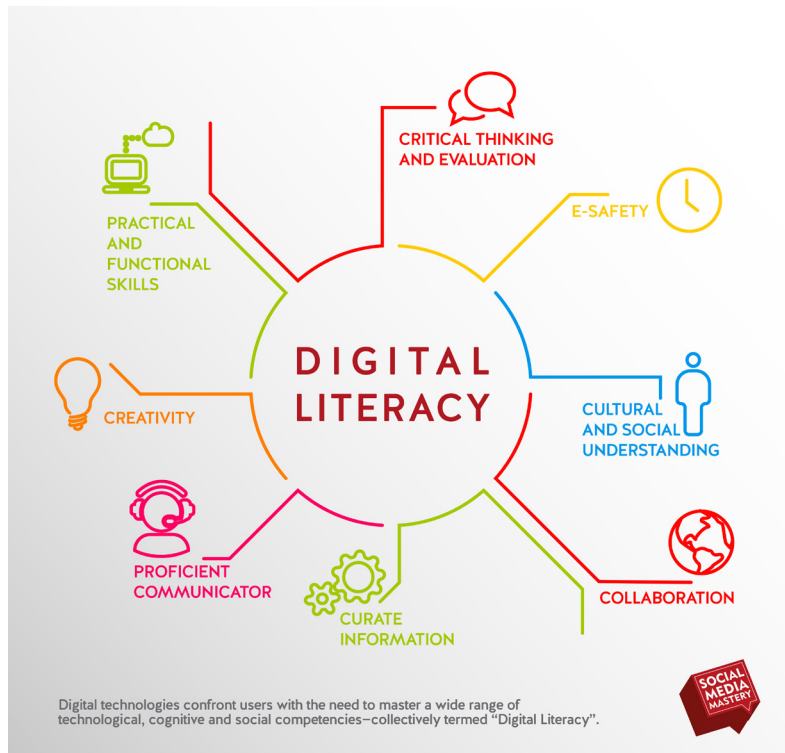 CRITICAL THINKING
AND EVALUATION
E-SAFETY
PRACTICAL
AND
FUNCTIONAL
SKILLS
DIGITAL
LITERACY
CREATIVITY
CULTURAL
AND SOCIAL
UNDERSTANDING
PROFICIENT
COMMUNICATOR
CURATE
INFORMATION
COLLABORATION
SOCIAL
MEDIA
MASTERY
Digital technologies confront users with the need to master a wide range of
technological, cognitive and social competencies—collectively termed “Digital Literacy”.